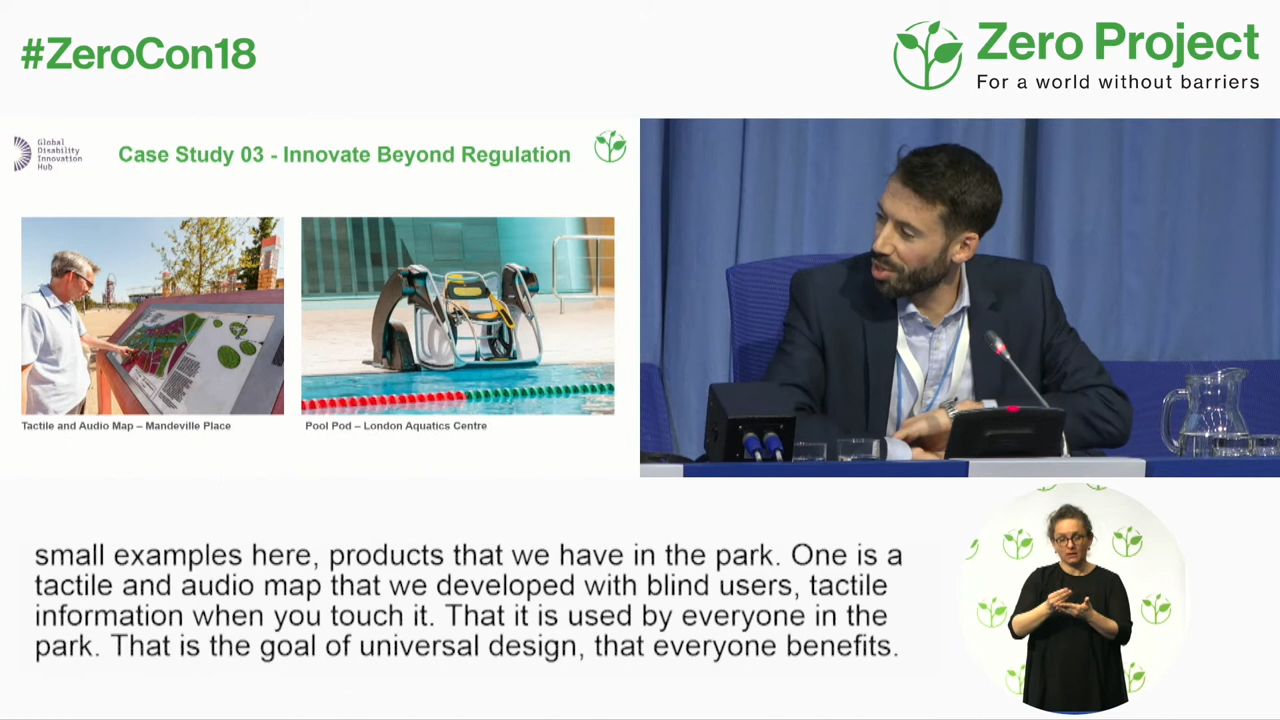 #ZeroCon18
Zero Project
For a world without barriers
Global
Disability
Innovation
Hub
Case Study 03 - Innovate Beyond Regulation
Tactile and Audio Map – Mandeville Place
Pool Pod – London Aquatics Centre
small examples here, products that we have in the park. One is a
tactile and audio map that we developed with blind users, tactile
information when you touch it. That it is used by everyone in the
park. That is the goal of universal design, that everyone benefits.